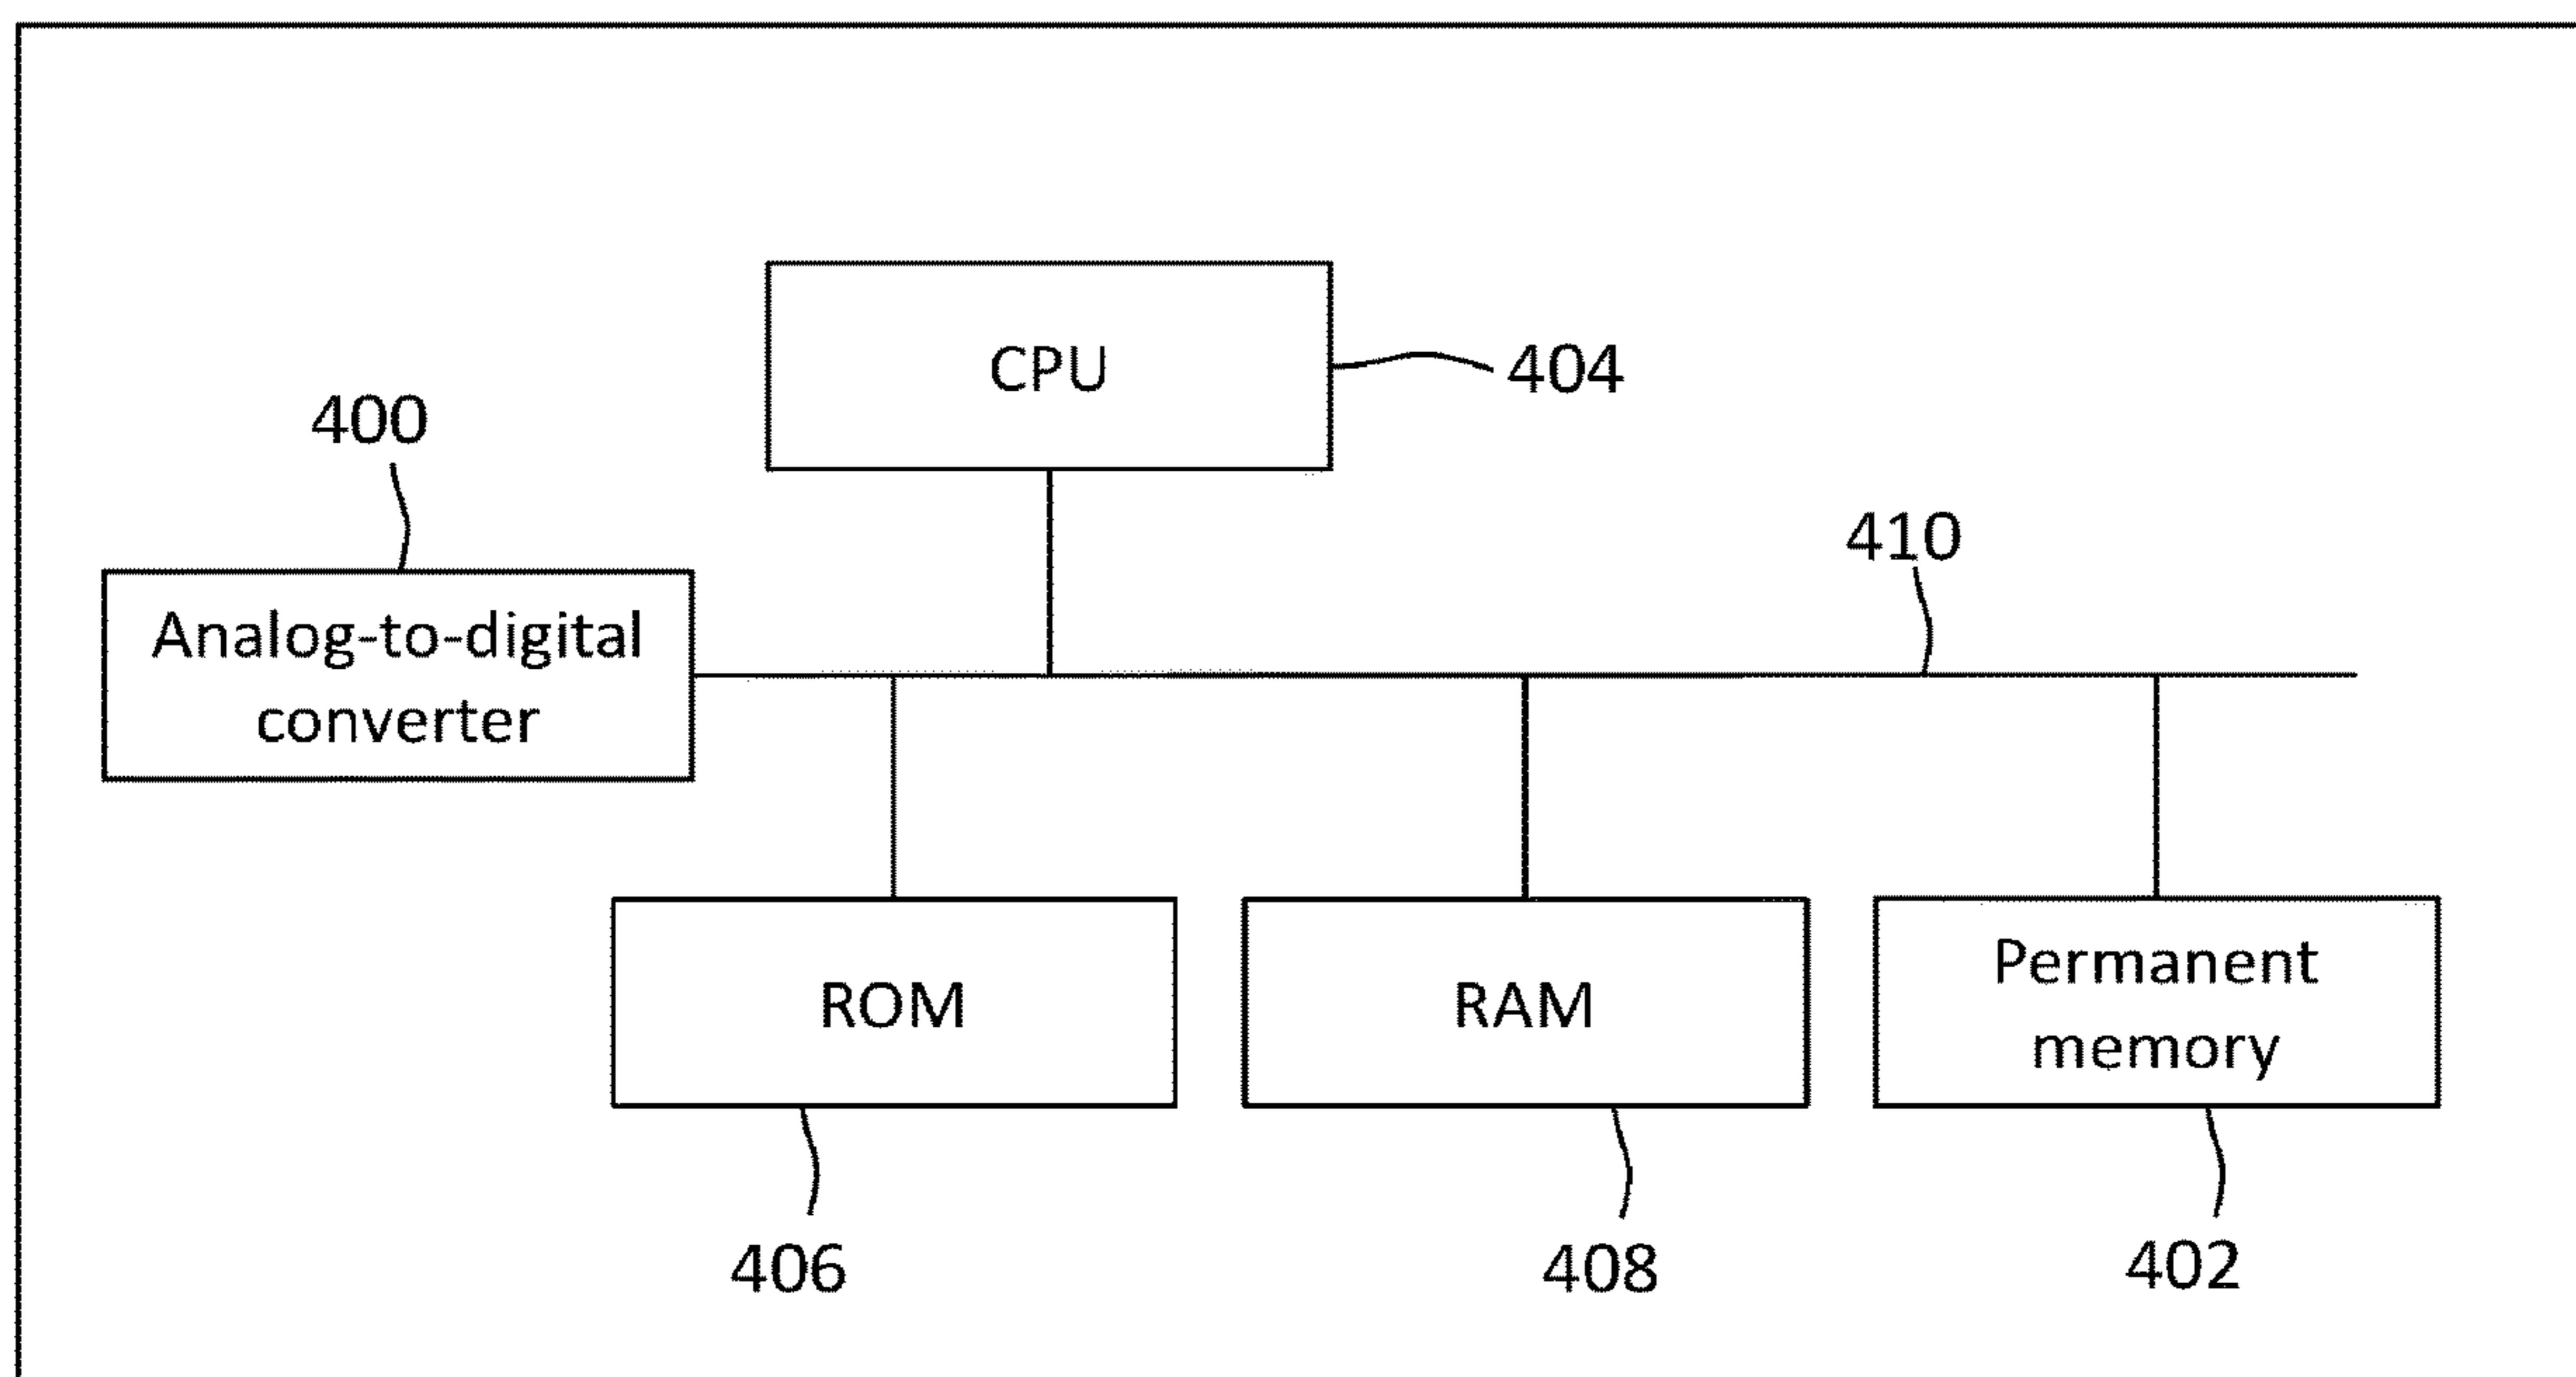 CPU
404
400
410
Analog-to-digital
converter
ROM
RAM
Permanent
memory
406
408
402